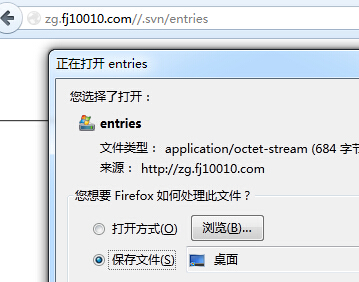 zg.fj10010.com//.svn/entries
正在打开 entries
您选择了打开：
entries
文件类型： application/octet-stream (684 字节
来源： http://zg.fj10010.com
您想要 Firefox 如何处理此文件？
打开方式(O) 浏览(B)...
保存文件(S) 桌面